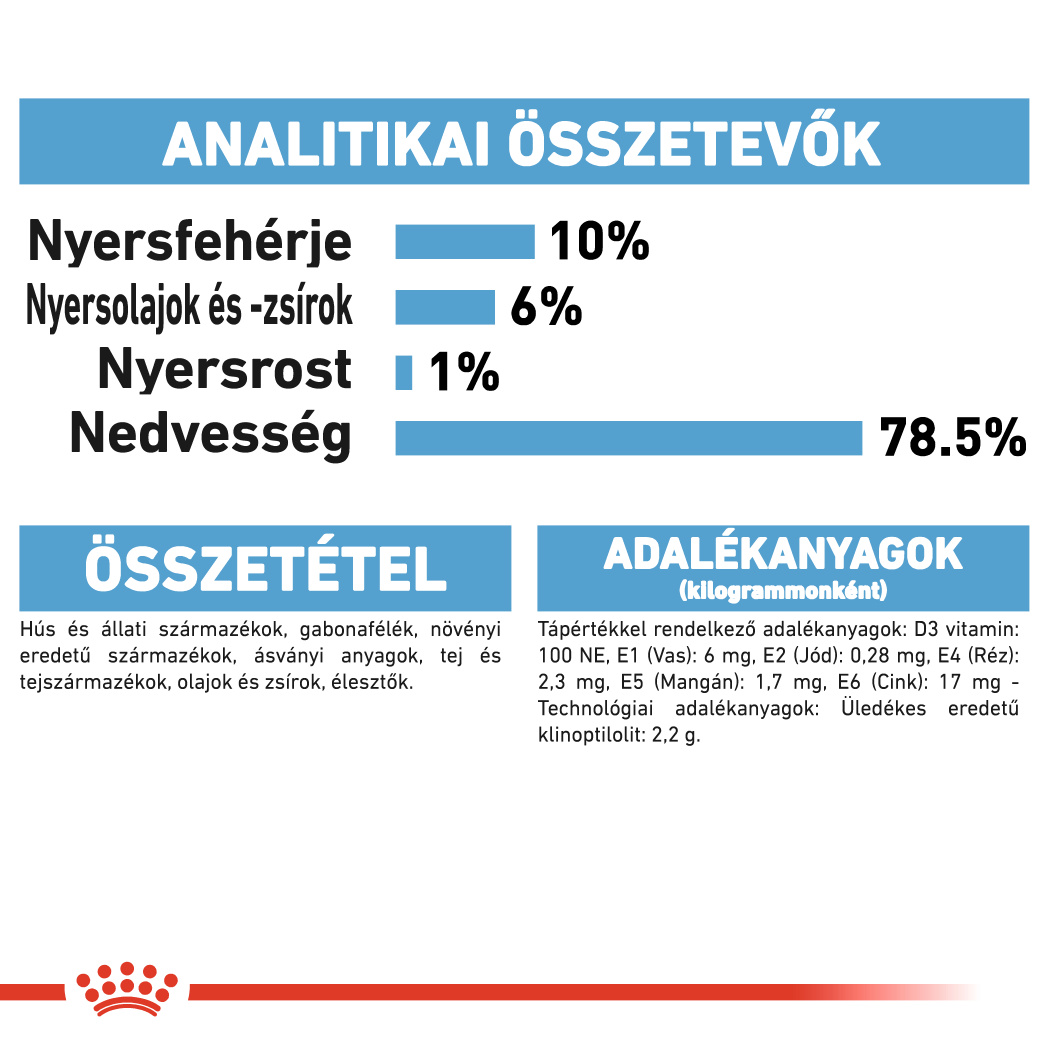 ANALITIKAI ÖSSZETEVŐK
Nyersfehérje 10%
Nyersolajok és -zsírok 6%
Nyersrost 1%
Nedvesség 78.5%
ÖSSZETÉTEL
Hús és állati származékok, gabonafélék, növényi
eredetű származékok, ásványi anyagok, tej és
tejszármazékok, olajok és zsírok, élesztők.
ADALÉKANYAGOK
(kilogrammonként)
Tápértékkel rendelkező adalékanyagok: D3 vitamin:
100 NE, E1 (Vas): 6 mg, E2 (Jód): 0,28 mg, E4 (Réz):
2,3 mg, E5 (Mangán): 1,7 mg, E6 (Cink): 17 mg -
Technológiai adalékanyagok: Üledékes eredetű
klinoptilolit: 2,2 g.